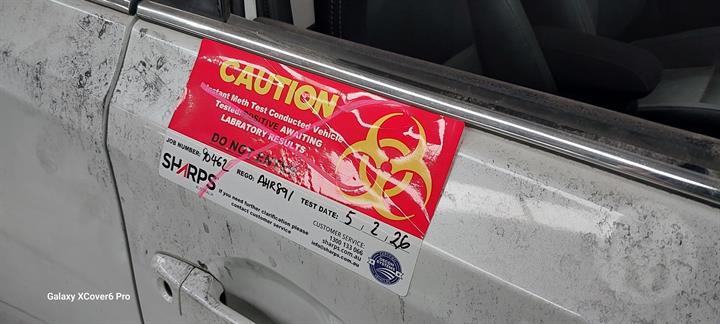 CAUTION
Instant Meth Test Conducted Vehicle
Tested POSITIVE AWAITING
LABRATORY RESULTS
DO NOT ENTER
JOB NUMBER: 90462 REGO: AHR891 TEST DATE: 5.2.26
SHARPS
If you need further clarification please
contact customer service
CUSTOMER SERVICE:
1300 133 066
sharps.com.au
info@sharps.com.au
Galaxy XCover6 Pro